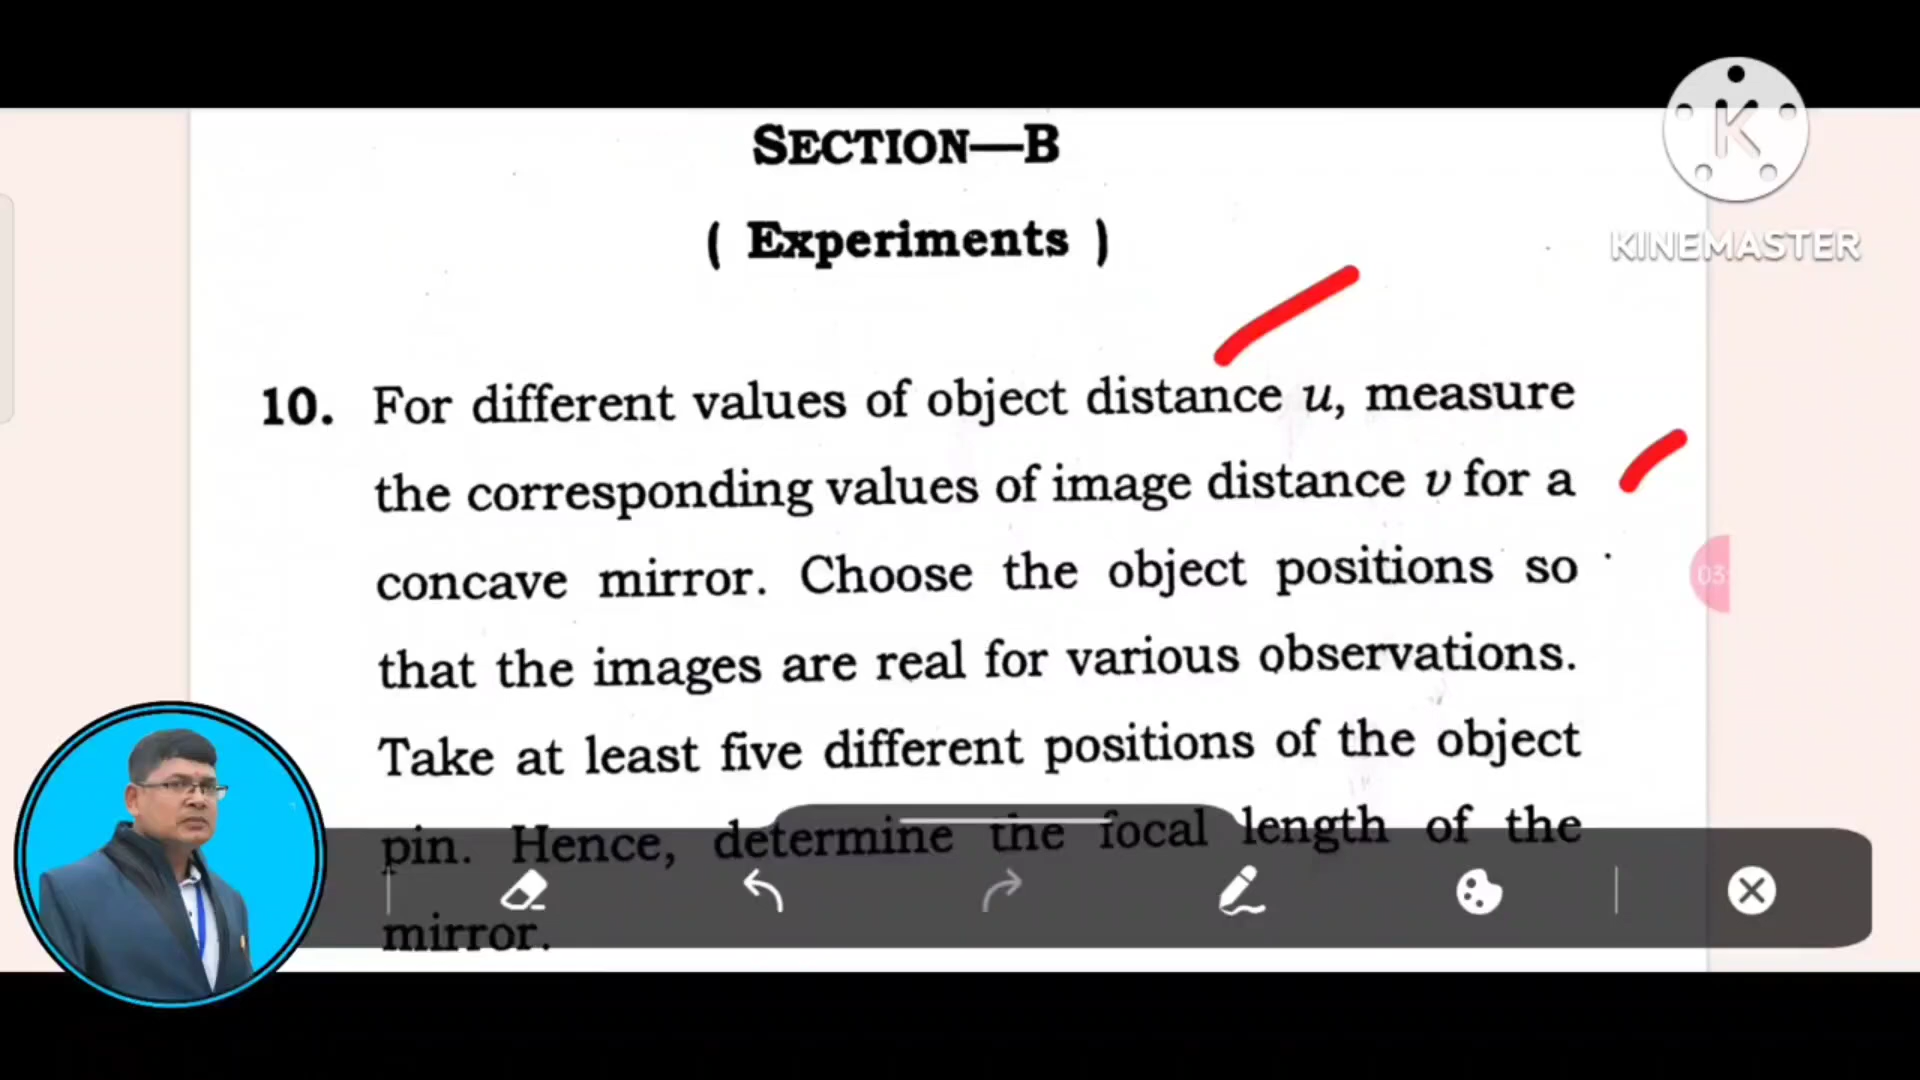 SECTION—B
( Experiments )
K
KINEMASTER
10. For different values of object distance u, measure
the corresponding values of image distance v for a
concave mirror. Choose the object positions so
that the images are real for various observations.
Take at least five different positions of the object
pin. Hence, determine the focal length of the
mirror.
03